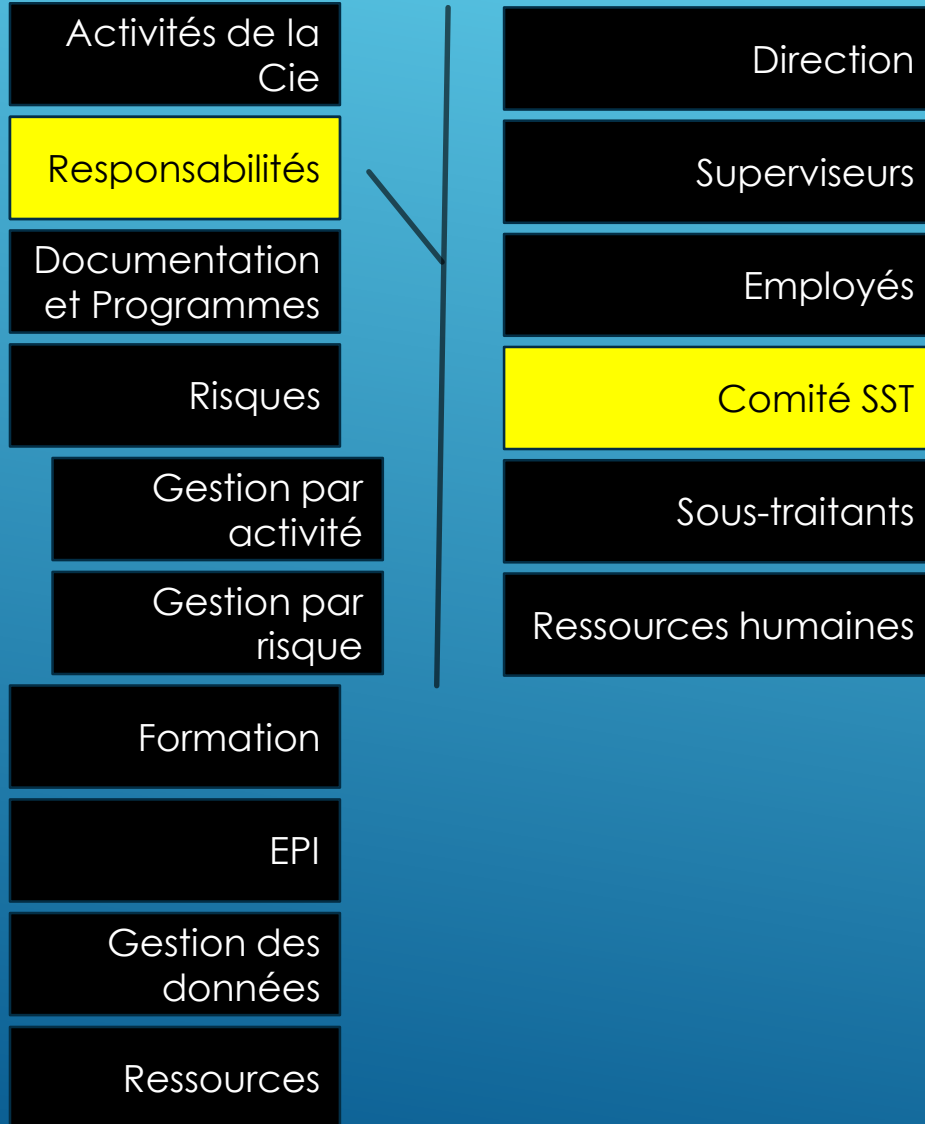 Activités de la
Cie
Responsabilités
Documentation
et Programmes
Risques
Gestion par
activité
Gestion par
risque
Formation
EPI
Gestion des
données
Ressources
Direction
Superviseurs
Employés
Comité SST
Sous-traitants
Ressources humaines